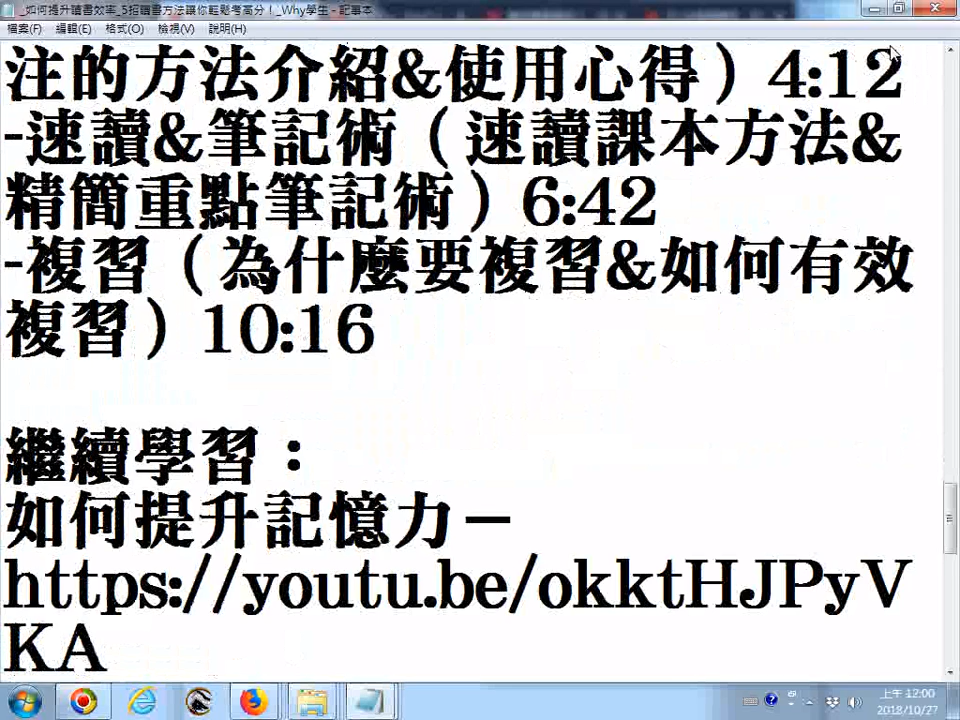 _如何提升讀書效率_5招讀書方法讓你輕鬆考高分！_Why學生 - 記事本
檔案(F) 編輯(E) 格式(O) 檢視(V) 說明(H)
注的方法介紹&使用心得）4:12
-速讀&筆記術（速讀課本方法&
精簡重點筆記術）6:42
-複習（為什麼要複習&如何有效
複習）10:16
繼續學習：
如何提升記憶力－
https://youtu.be/okktHJPyV
KA
上午 12:00
2018/10/27